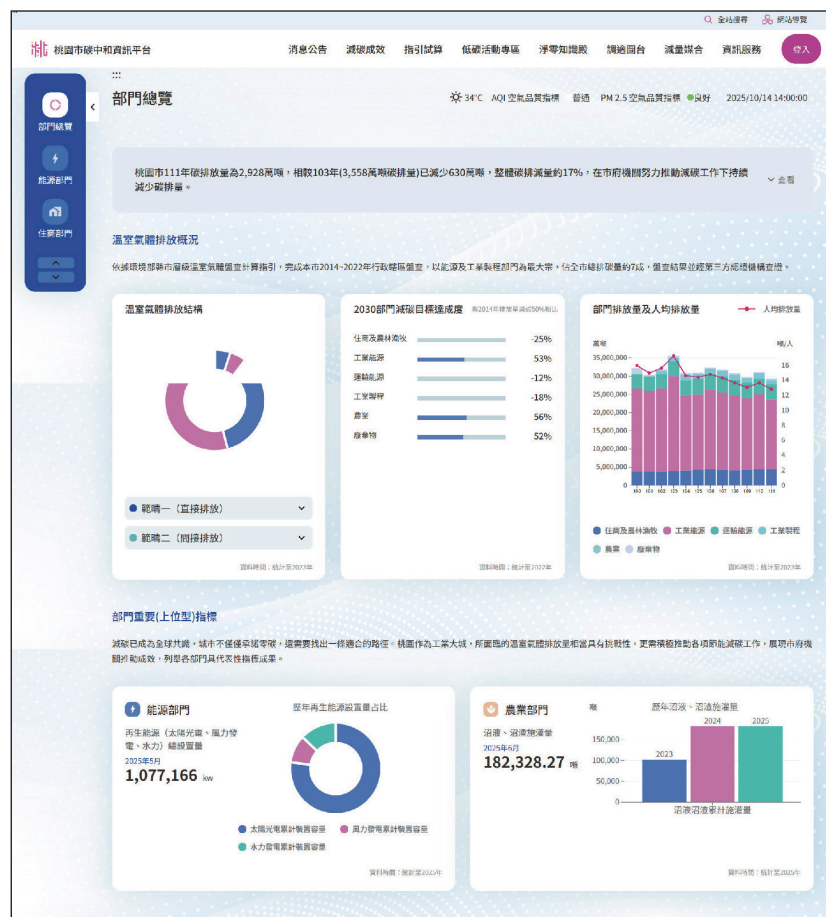 全站搜尋 網站導覽
桃園市碳中和資訊平台 消息公告 減碳成效 指引試算 低碳活動專區 淨零知識殿 調適圖台 減量媒合 資訊服務 登入
:::
部門總覽
34°C AQI 空氣品質指標 普通 PM 2.5 空氣品質指標 良好 2025/10/14 14:00:00
部門總覽
能源部門
住商部門
桃園市111年碳排放量為2,928萬噸,相較103年(3,558萬噸碳排量)已減少630萬噸,整體碳排減量約17%,在市府機關努力推動減碳工作下持續
減少碳排量。
查看
溫室氣體排放概況
依據環境部縣市層級溫室氣體盤查計算指引,完成本市2014~2022年行政轄區盤查,以能源及工業製程部門為最大宗,佔全市總排碳量約7成,盤查結果並經第三方認證機構查證。
溫室氣體排放結構
範疇一(直接排放)
範疇二(間接排放)
資料時間:統計至2022年
2030部門減碳目標達成度 與2014年排放量減碳50%相比
住商及農林漁牧 -25%
工業能源 53%
運輸能源 -12%
工業製程 -18%
農業 56%
廢棄物 52%
資料時間:統計至2022年
部門排放量及人均排放量 人均排放量
萬噸 噸/人
35,000,000
30,000,000
25,000,000
20,000,000
15,000,000
10,000,000
5,000,000
0
16
14
12
10
8
6
4
2
0
100 101 102 103 104 105 106 107 108 109 110 111
住商及農林漁牧 工業能源 運輸能源 工業製程
農業 廢棄物
資料時間:統計至2022年
部門重要(上位型)指標
減碳已成為全球共識,城市不僅僅承諾零碳,還需要找出一條適合的路徑。桃園作為工業大城,所面臨的溫室氣體排放量相當具有挑戰性,更需積極推動各項節能減碳工作,展現市府機
關推動成效,列舉各部門具代表性指標成果。
能源部門
再生能源(太陽光電、風力發
電、水力)總設置量
2025年5月
1,077,166 kw
歷年再生能源設置量占比
太陽光電累計裝置容量 風力發電累計裝置容量
水力發電累計裝置容量
資料時間:統計至2025年
農業部門
沼液、沼渣施灌量
2025年6月
182,328.27 噸
噸 歷年沼液、沼渣施灌量
2023 2024 2025
150,000
100,000
50,000
0
沼液沼渣累計施灌量
資料時間:統計至2025年